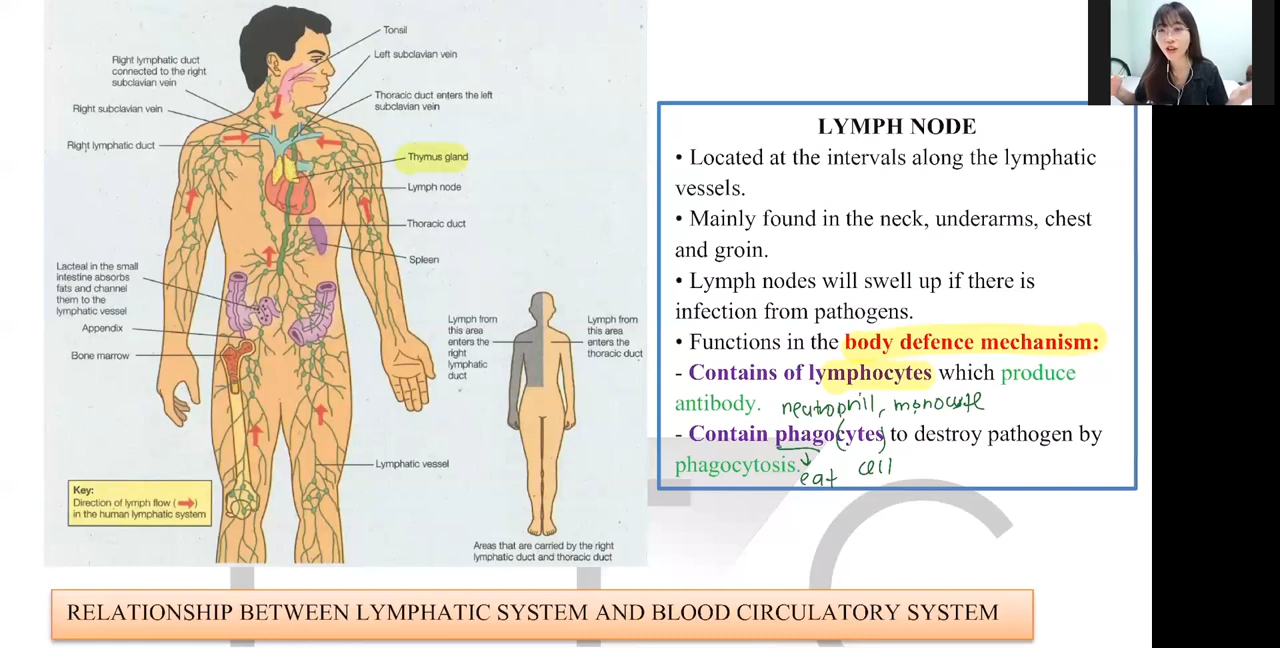 Tonsil
Left subclavian vein
Right lymphatic duct
connected to the right
subclavian vein
Thoracic duct enters the left
subclavian vein
Right subclavian vein
Right lymphatic duct
Thymus gland
Lymph node
Thoracic duct
Spleen
Lacteal in the small
intestine absorbs
fats and channel
them to the
lymphatic vessel
Appendix
Bone marrow
Lymphatic vessel
Key:
Direction of lymph flow ( )
in the human lymphatic system
Lymph from
this area
enters the
right
lymphatic
duct
Lymph from
this area
enters the
thoracic duct
Areas that are carried by the right
lymphatic duct and thoracic duct
LYMPH NODE
• Located at the intervals along the lymphatic
vessels.
• Mainly found in the neck, underarms, chest
and groin.
• Lymph nodes will swell up if there is
infection from pathogens.
• Functions in the body defence mechanism:
- Contains of lymphocytes which produce
antibody. neutrophill, monocyte
- Contain phagocytes to destroy pathogen by
phagocytosis. eat cell
RELATIONSHIP BETWEEN LYMPHATIC SYSTEM AND BLOOD CIRCULATORY SYSTEM